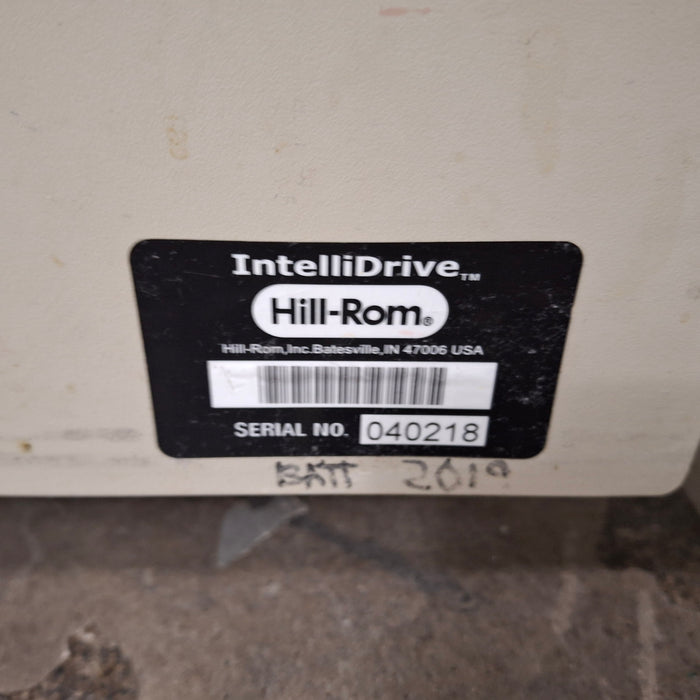 IntelliDrive™
Hill-Rom®
Hill-Rom,Inc.Batesville,IN 47006 USA
SERIAL NO. 040218
BATT 2019